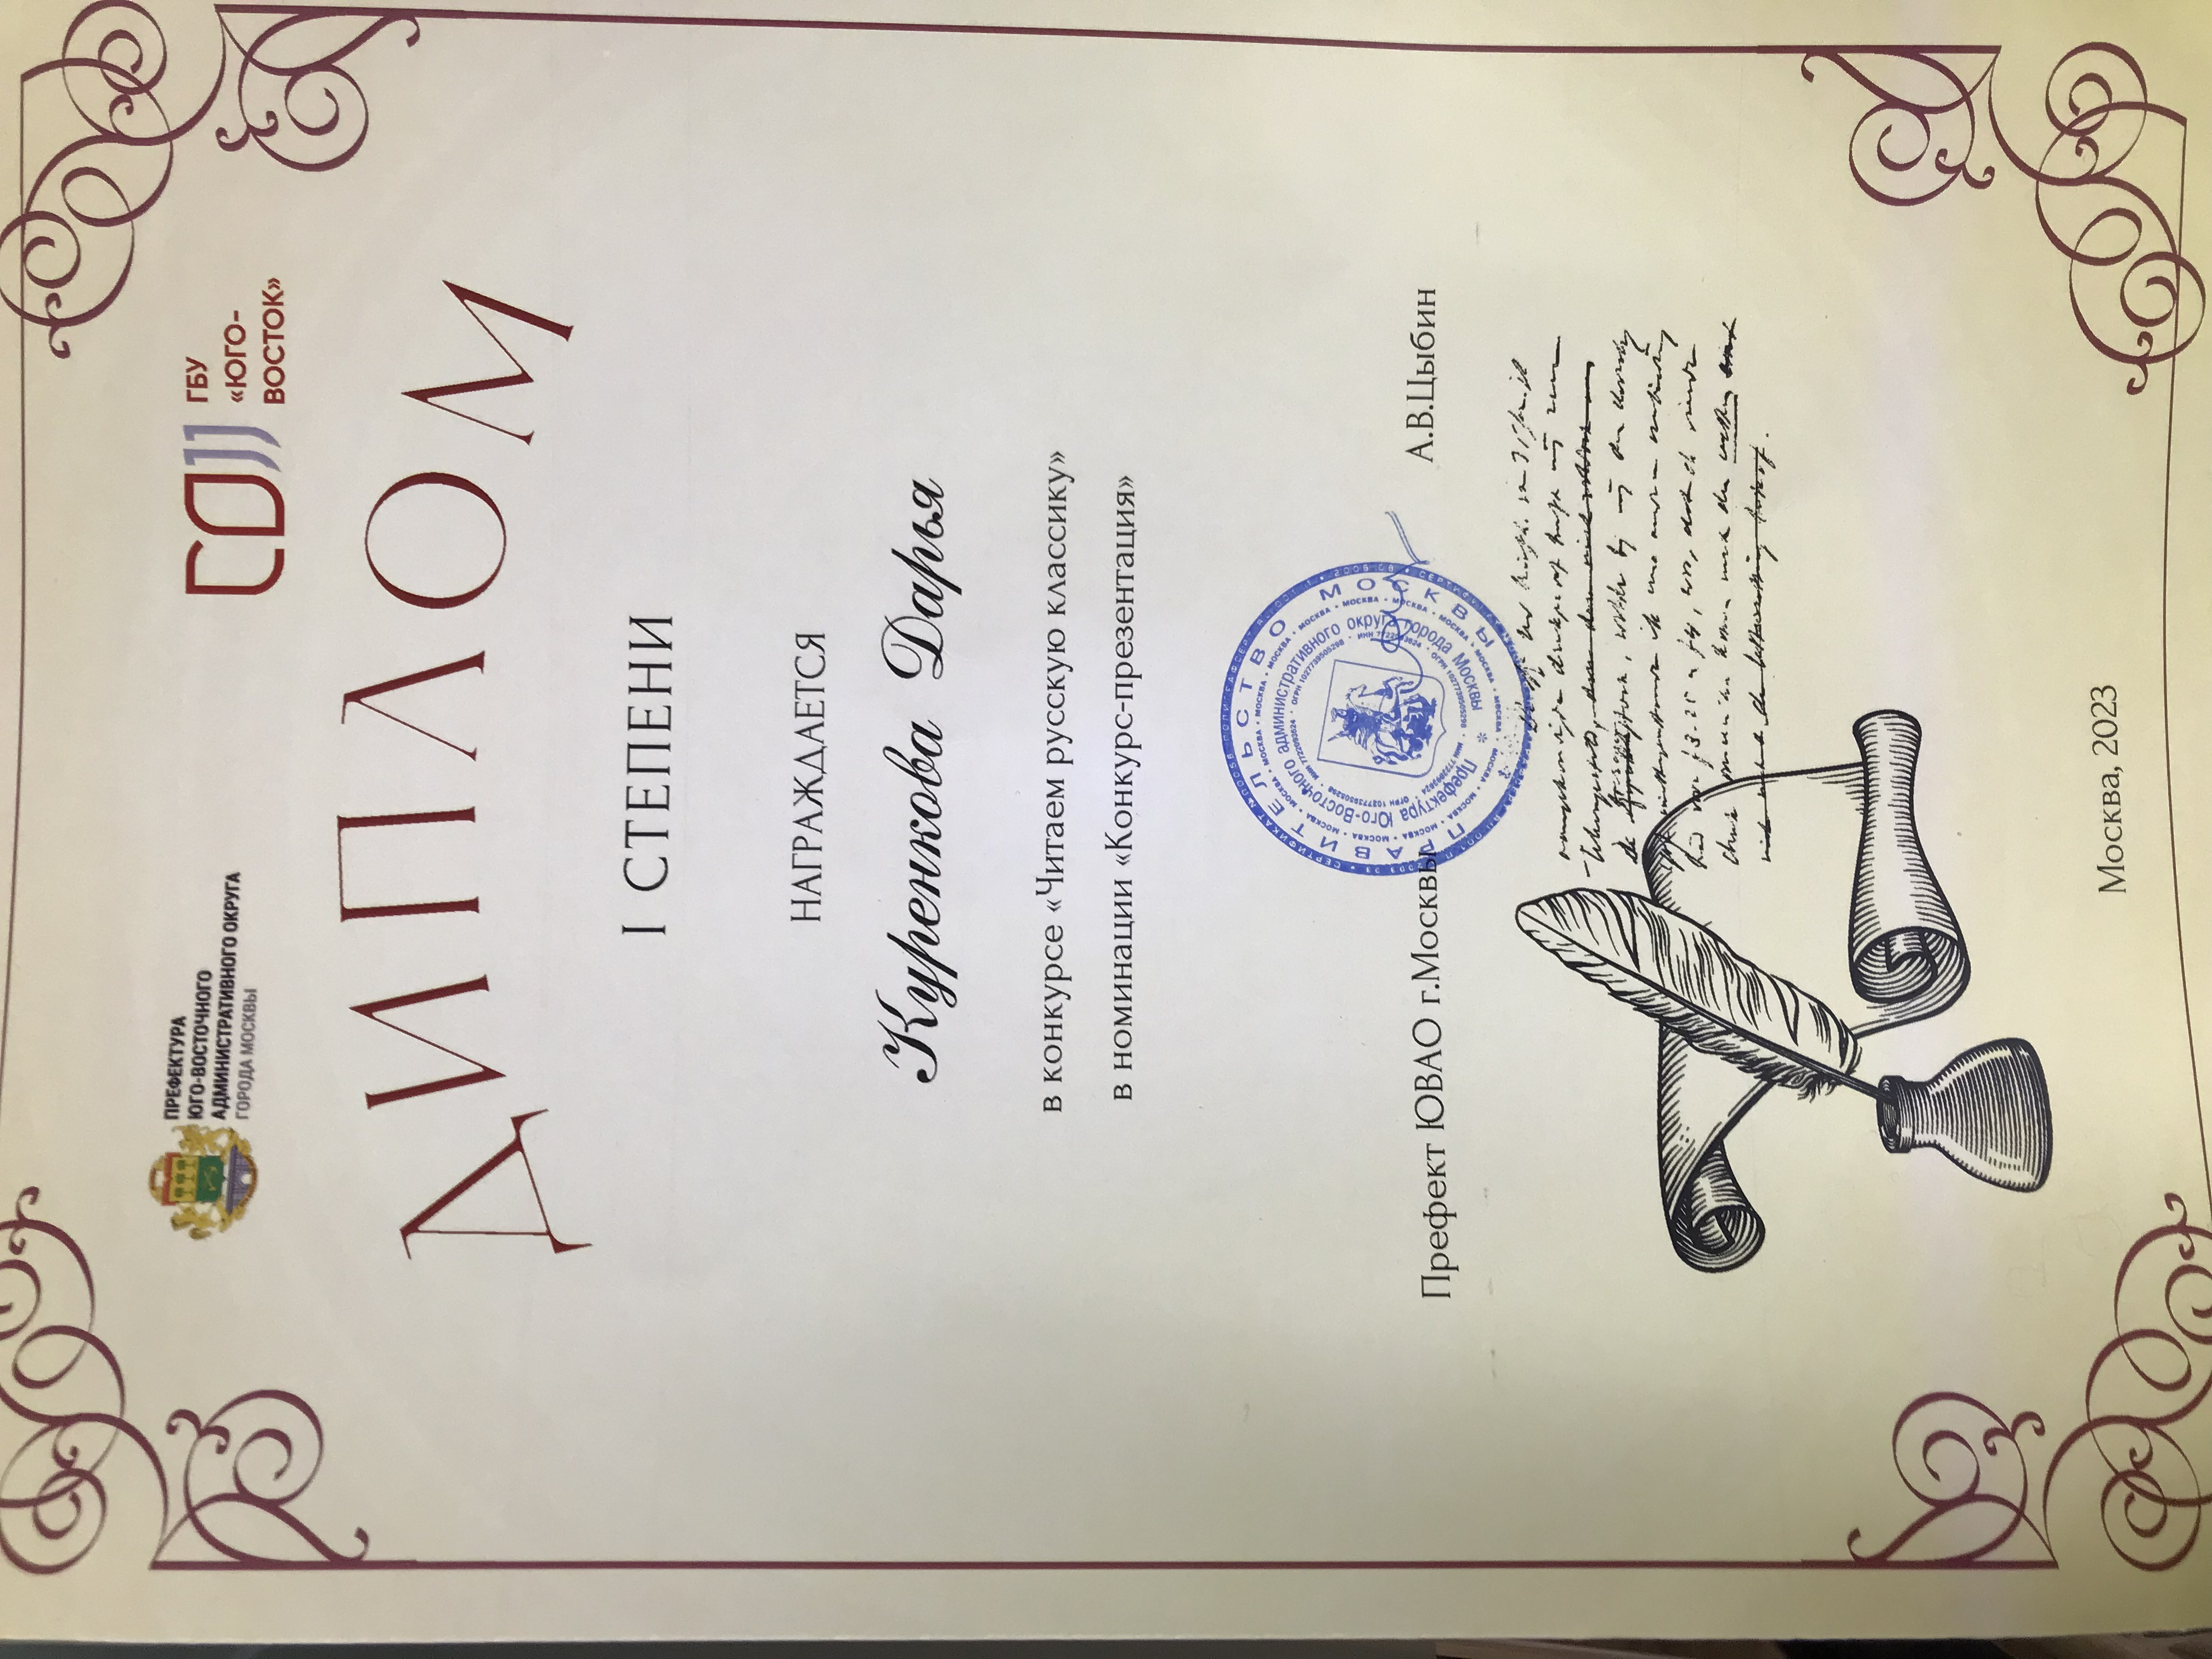 ПРЕФЕКТУРА
ЮГО-ВОСТОЧНОГО
АДМИНИСТРАТИВНОГО ОКРУГА
ГОРОДА МОСКВЫ
ГБУ
«ЮГО-
ВОСТОК»
ДИПЛОМ
I СТЕПЕНИ
НАГРАЖДАЕТСЯ
Куренкова Дарья
в конкурсе «Читаем русскую классику»
в номинации «Конкурс-презентация»
ПРАВИТЕЛЬСТВО МОСКВЫ
Префектура Юго-Восточного административного округа города Москвы
Префект ЮВАО г.Москвы
А.В.Цыбин
Москва, 2023